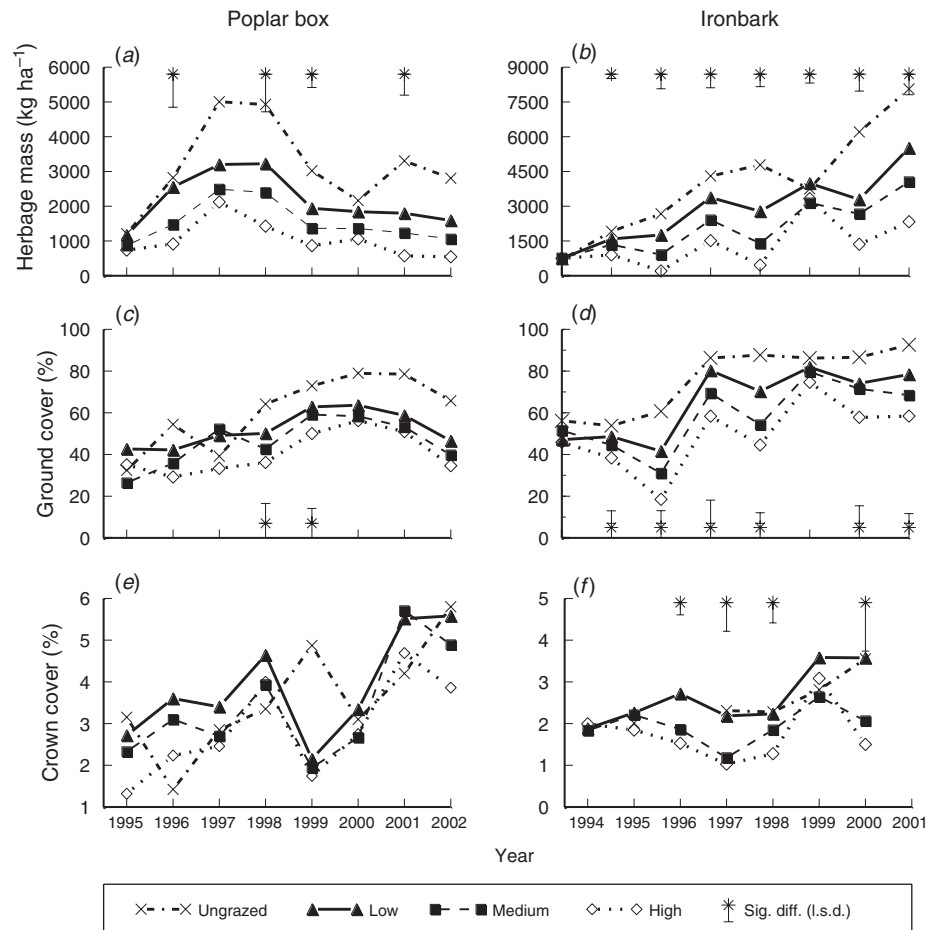 Poplar box
Ironbark
(a)
(b)
Herbage mass (kg ha⁻¹)
6000
5000
4000
3000
2000
1000
0
9000
7500
6000
4500
3000
1500
0
(c)
(d)
Ground cover (%)
100
80
60
40
20
0
100
80
60
40
20
0
(e)
(f)
Crown cover (%)
6
5
4
3
2
1
5
4
3
2
1
0
1995 1996 1997 1998 1999 2000 2001 2002
1994 1995 1996 1997 1998 1999 2000 2001
Year
Ungrazed Low Medium High Sig. diff. (l.s.d.)